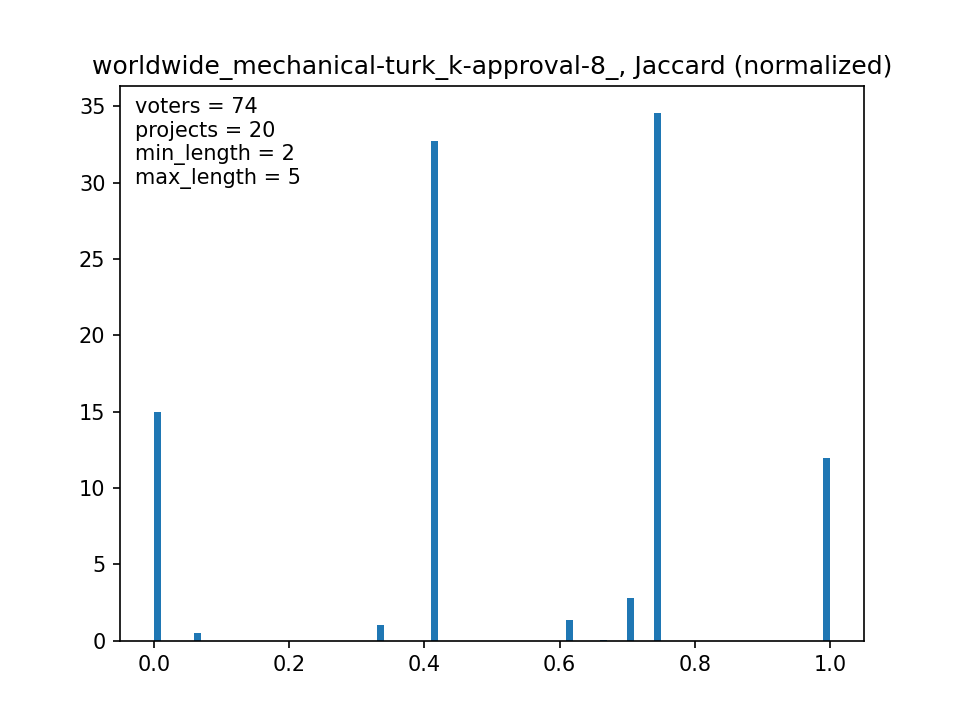 worldwide_mechanical-turk_k-approval-8_, Jaccard (normalized)
voters = 74
projects = 20
min_length = 2
max_length = 5
35
30
25
20
15
10
5
0
0.0 0.2 0.4 0.6 0.8 1.0